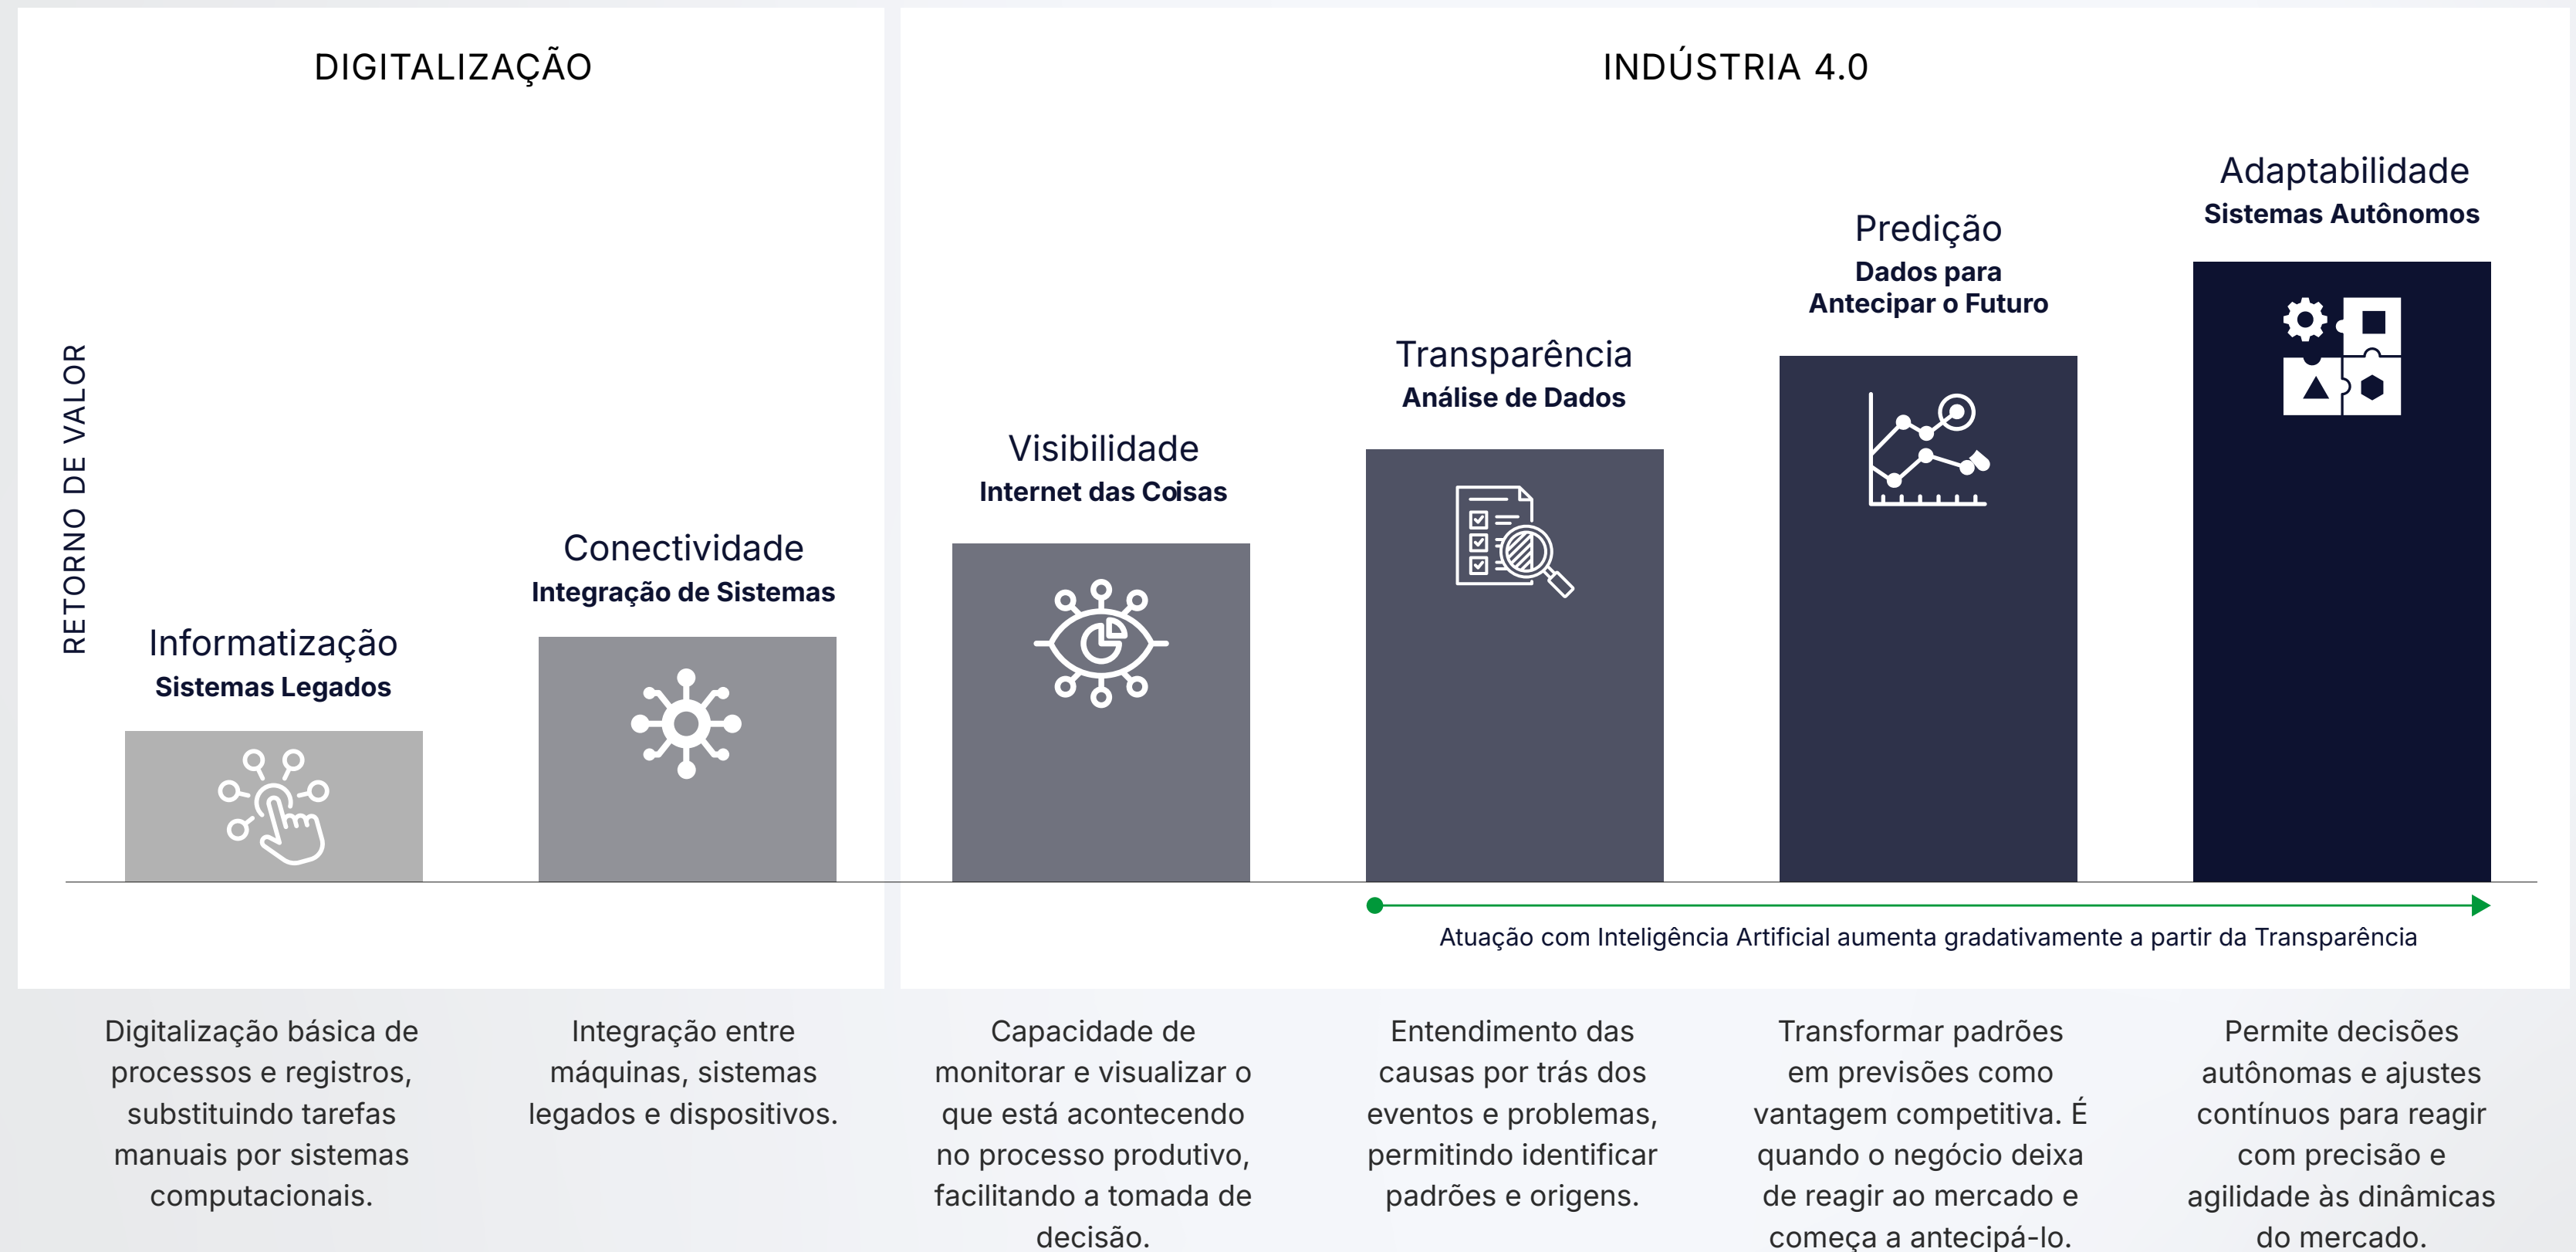 DIGITALIZAÇÃO
INDÚSTRIA 4.0
RETORNO DE VALOR
Informatização
Sistemas Legados
Conectividade
Integração de Sistemas
Visibilidade
Internet das Coisas
Transparência
Análise de Dados
Predição
Dados para
Antecipar o Futuro
Adaptabilidade
Sistemas Autônomos
Atuação com Inteligência Artificial aumenta gradativamente a partir da Transparência
Digitalização básica de
processos e registros,
substituindo tarefas
manuais por sistemas
computacionais.
Integração entre
máquinas, sistemas
legados e dispositivos.
Capacidade de
monitorar e visualizar o
que está acontecendo
no processo produtivo,
facilitando a tomada de
decisão.
Entendimento das
causas por trás dos
eventos e problemas,
permitindo identificar
padrões e origens.
Transformar padrões
em previsões como
vantagem competitiva. É
quando o negócio deixa
de reagir ao mercado e
começa a antecipá-lo.
Permite decisões
autônomas e ajustes
contínuos para reagir
com precisão e
agilidade às dinâmicas
do mercado.